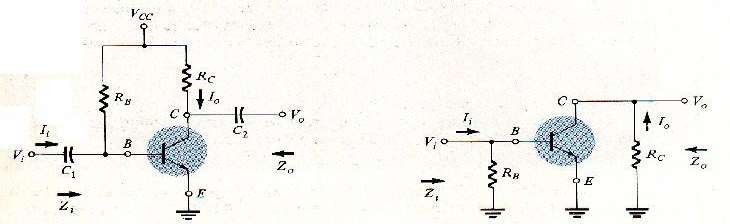 V_CC
R_B
R_C
I_o
C
C_2
V_o
I_i
V_i
C_1
B
Z_i
E
Z_o
C
V_o
I_i
B
V_i
I_o
R_B
R_C
Z_o
Z_i
E